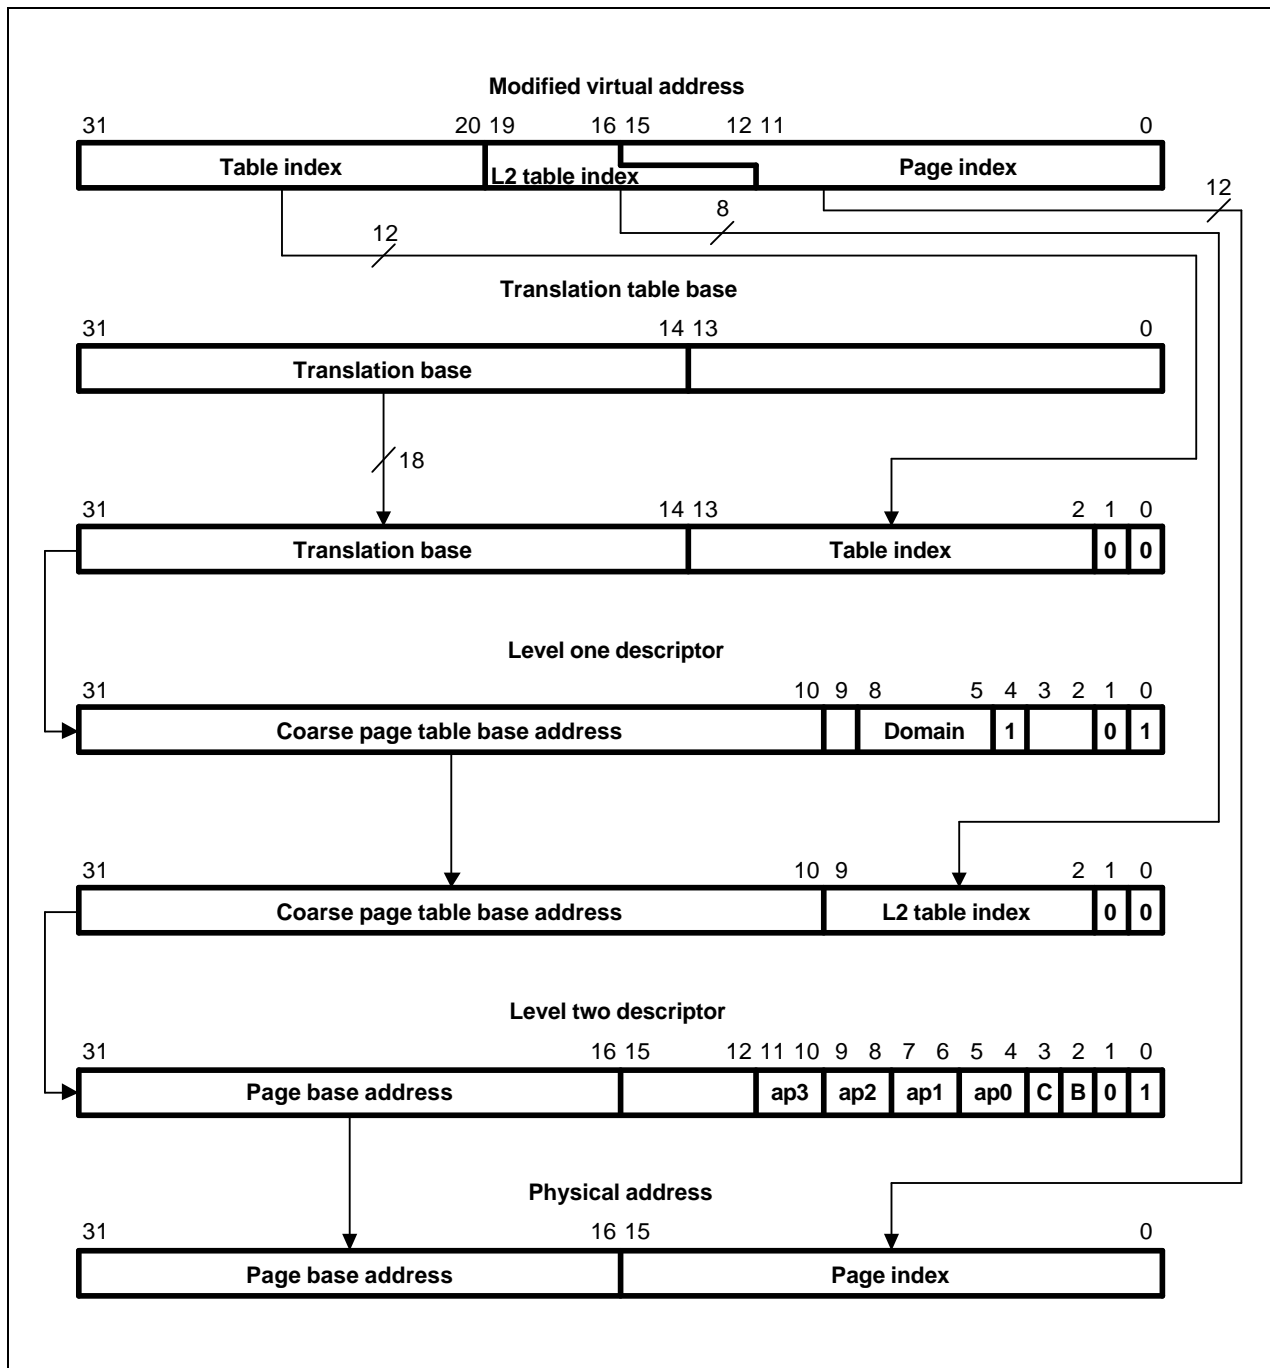 Modified virtual address
31 20 19 16 15 12 11 0
Table index L2 table index Page index
12 8 12
Translation table base
31 14 13 0
Translation base
18
31 14 13 2 1 0
Translation base Table index 0 0
Level one descriptor
31 10 9 8 5 4 3 2 1 0
Coarse page table base address Domain 1 0 1
31 10 9 2 1 0
Coarse page table base address L2 table index 0 0
Level two descriptor
31 16 15 12 11 10 9 8 7 6 5 4 3 2 1 0
Page base address ap3 ap2 ap1 ap0 C B 0 1
Physical address
31 16 15 0
Page base address Page index